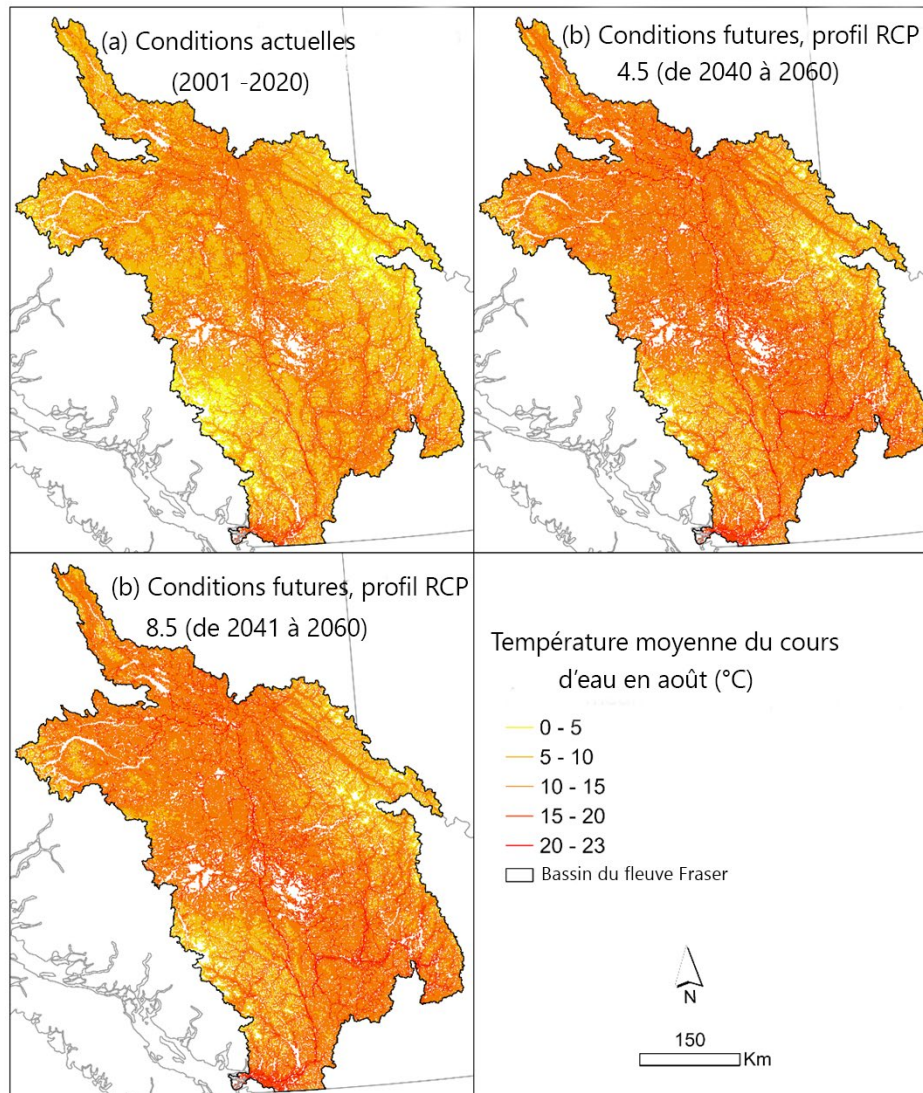 (a) Conditions actuelles
(2001 -2020)
(b) Conditions futures, profil RCP
4.5 (de 2040 à 2060)
(b) Conditions futures, profil RCP
8.5 (de 2041 à 2060)
Température moyenne du cours
d'eau en août (°C)
0 - 5
5 - 10
10 - 15
15 - 20
20 - 23
Bassin du fleuve Fraser
N
150
Km